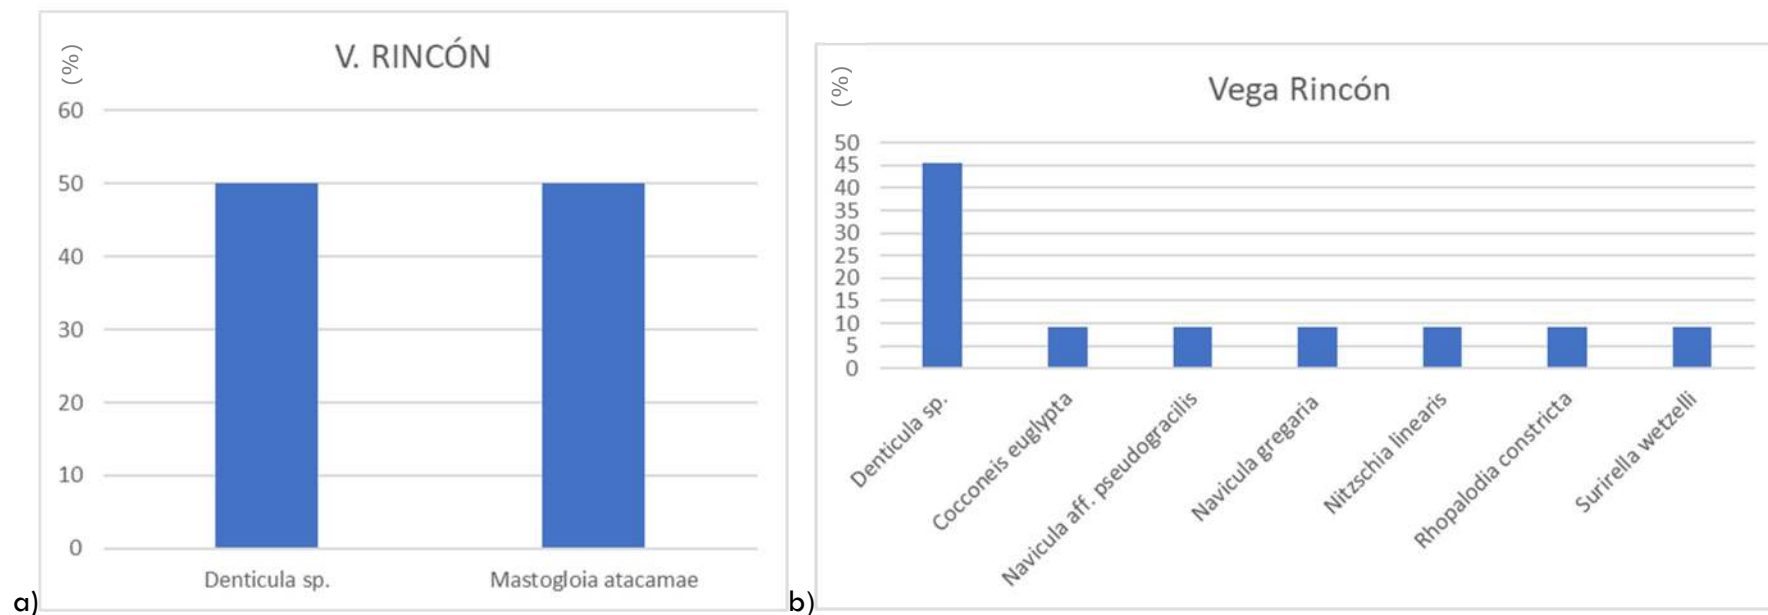 V. RINCÓN
(%)
60
50
40
30
20
10
0
Denticula sp.
Mastogloia atacamae
a)
Vega Rincón
(%)
50
45
40
35
30
25
20
15
10
5
0
Denticula sp.
Cocconeis euglypta
Navicula aff. pseudogracilis
Navicula gregaria
Nitzschia linearis
Rhopalodia constricta
Surirella wetzelli
b)